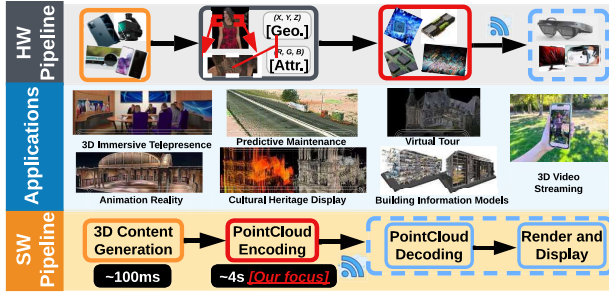 HW
Pipeline
(X, Y, Z)
[Geo.]
(R, G, B)
[Attr.]
Applications
3D Immersive Telepresence
Predictive Maintenance
Virtual Tour
Animation Reality
Cultural Heritage Display
Building Information Models
3D Video
Streaming
SW
Pipeline
3D Content
Generation
PointCloud
Encoding
PointCloud
Decoding
Render and
Display
~100ms
~4s [Our focus]